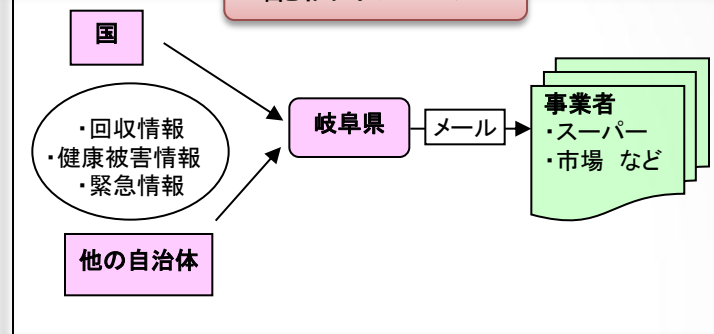 国
・回収情報
・健康被害情報
・緊急情報
他の自治体
岐阜県
メール
事業者
・スーパー
・市場 など